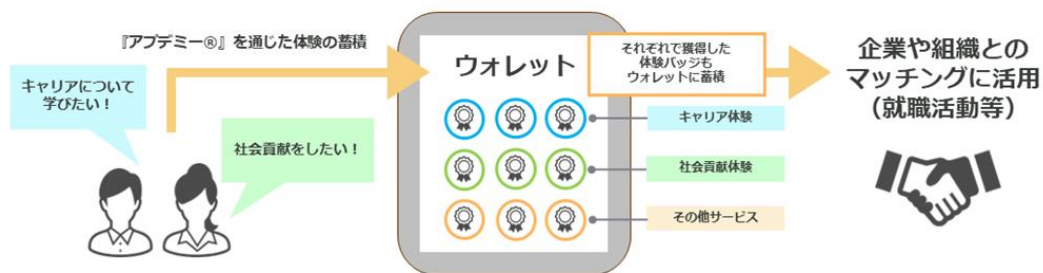 『アプデミー®』を通じた体験の蓄積
キャリアについて
学びたい！
社会貢献をしたい！
ウォレット
それぞれで獲得した
体験バッジも
ウォレットに蓄積
キャリア体験
社会貢献体験
その他サービス
企業や組織との
マッチングに活用
（就職活動等）